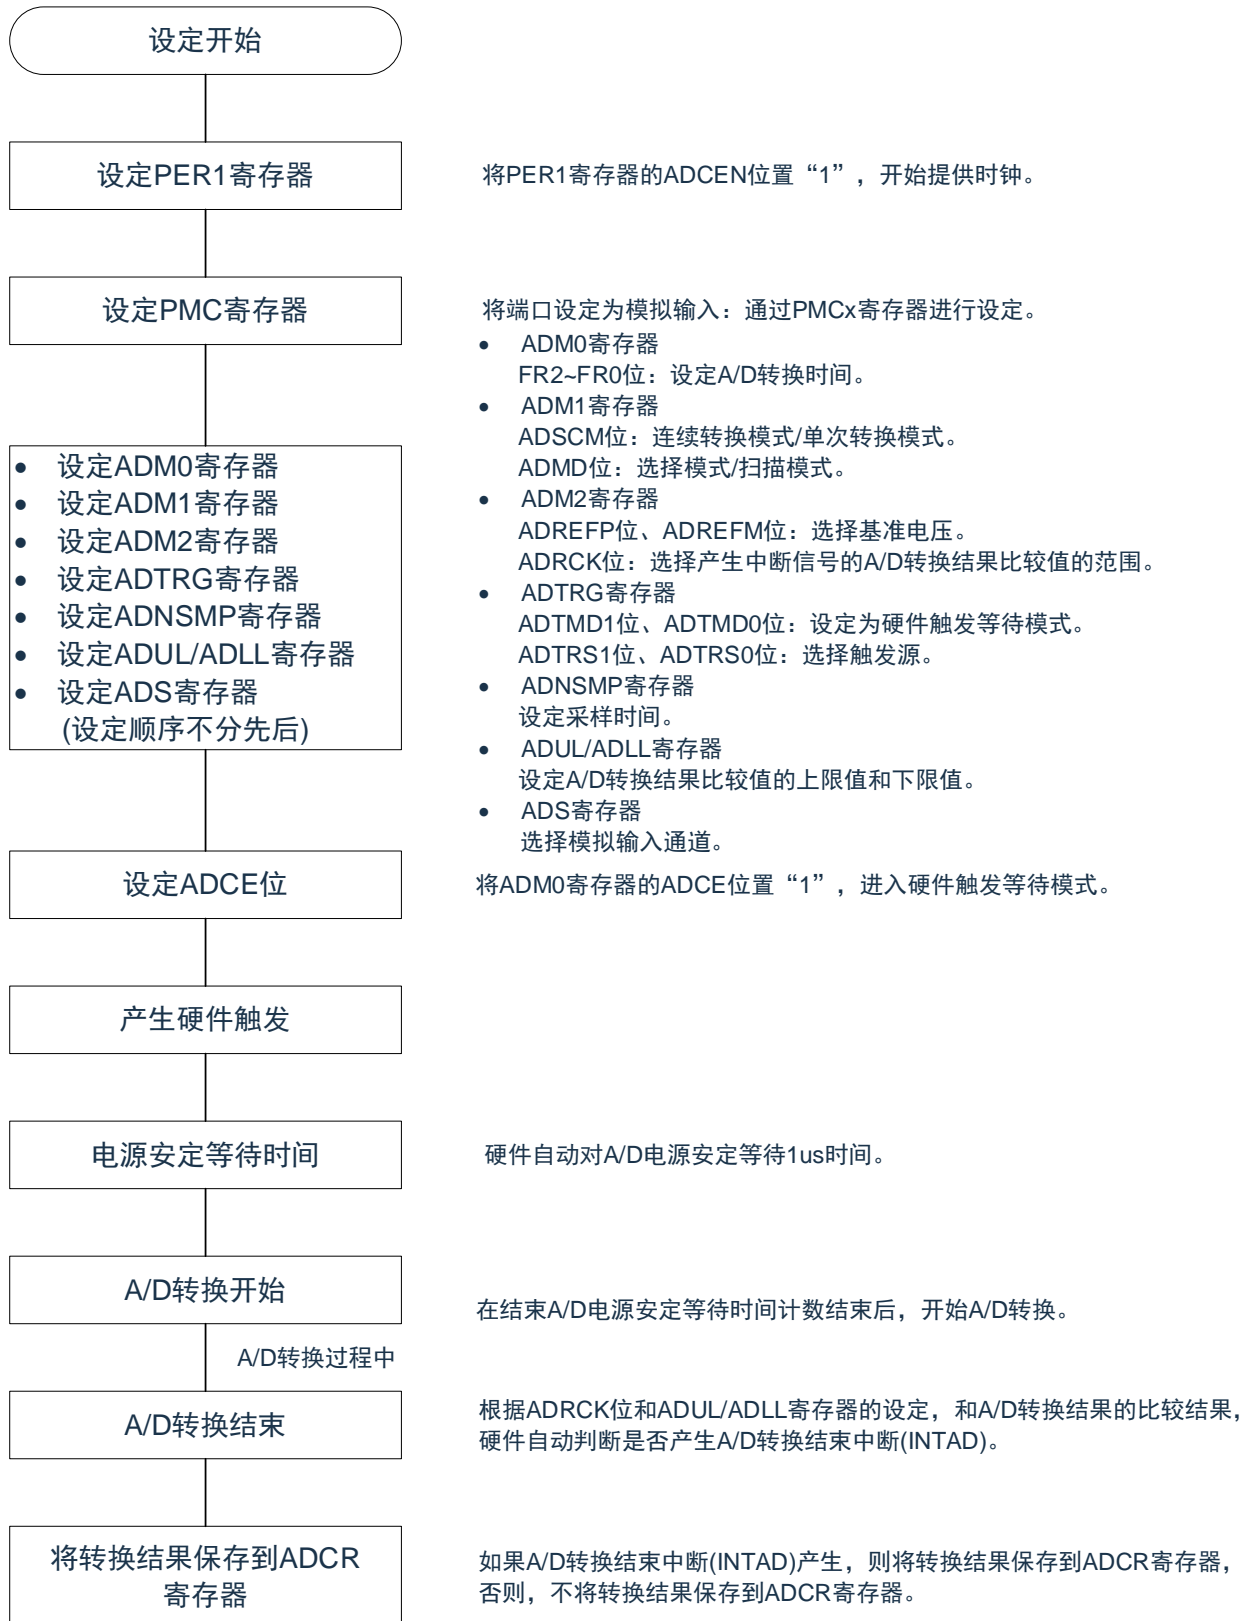 设定开始
设定PER1寄存器
将PER1寄存器的ADCEN位置“1”，开始提供时钟。
设定PMC寄存器
将端口设定为模拟输入：通过PMCx寄存器进行设定。
• 设定ADM0寄存器
• 设定ADM1寄存器
• 设定ADM2寄存器
• 设定ADTRG寄存器
• 设定ADNSMP寄存器
• 设定ADUL/ADLL寄存器
• 设定ADS寄存器
(设定顺序不分先后)
• ADM0寄存器
FR2~FR0位：设定A/D转换时间。
• ADM1寄存器
ADSCM位：连续转换模式/单次转换模式。
ADMD位：选择模式/扫描模式。
• ADM2寄存器
ADREFP位、ADREFM位：选择基准电压。
ADRCK位：选择产生中断信号的A/D转换结果比较值的范围。
• ADTRG寄存器
ADTMD1位、ADTMD0位：设定为硬件触发等待模式。
ADTRS1位、ADTRS0位：选择触发源。
• ADNSMP寄存器
设定采样时间。
• ADUL/ADLL寄存器
设定A/D转换结果比较值的上限值和下限值。
• ADS寄存器
选择模拟输入通道。
设定ADCE位
将ADM0寄存器的ADCE位置“1”，进入硬件触发等待模式。
产生硬件触发
电源安定等待时间
硬件自动对A/D电源安定等待1us时间。
A/D转换开始
在结束A/D电源安定等待时间计数结束后，开始A/D转换。
A/D转换过程中
A/D转换结束
根据ADRCK位和ADUL/ADLL寄存器的设定，和A/D转换结果的比较结果，
硬件自动判断是否产生A/D转换结束中断(INTAD)。
将转换结果保存到ADCR
寄存器
如果A/D转换结束中断(INTAD)产生，则将转换结果保存到ADCR寄存器，
否则，不将转换结果保存到ADCR寄存器。